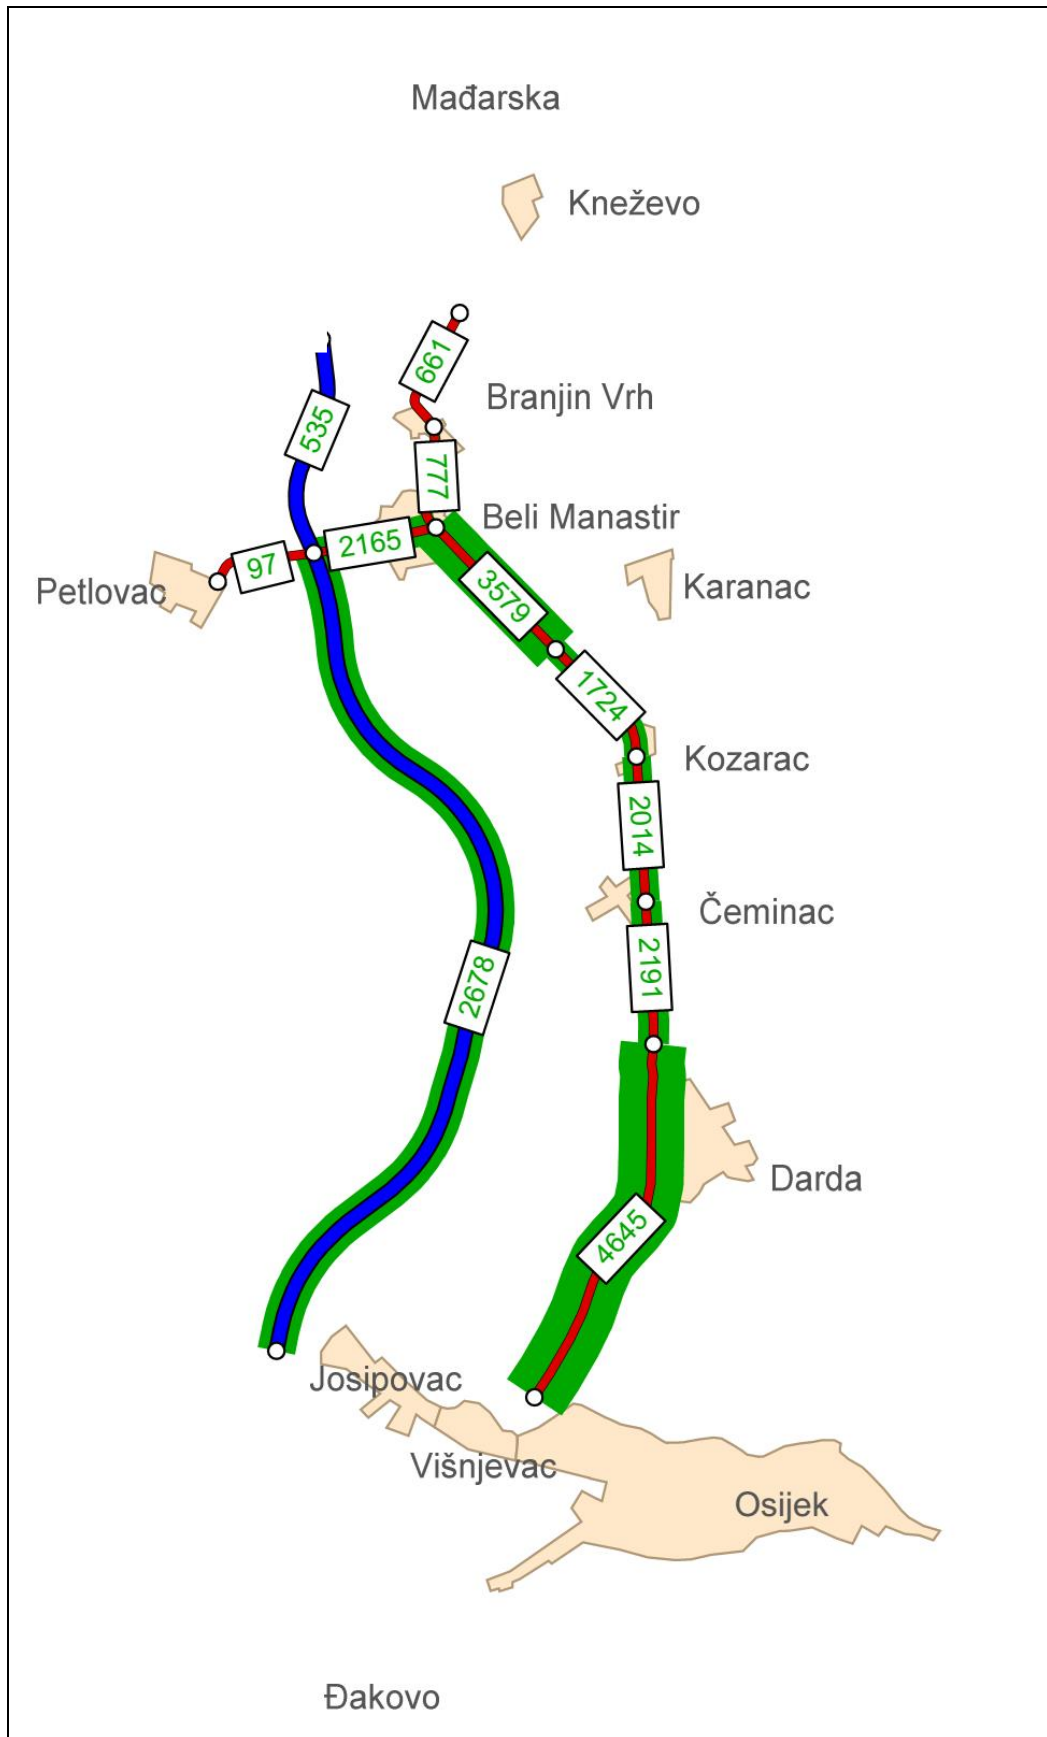 Mađarska
Kneževo
661
Branjin Vrh
535
777
Beli Manastir
2165
97
Petlovac
3579
Karanac
1724
Kozarac
2014
Čeminac
2191
2678
Darda
4645
Josipovac
Višnjevac
Osijek
Đakovo